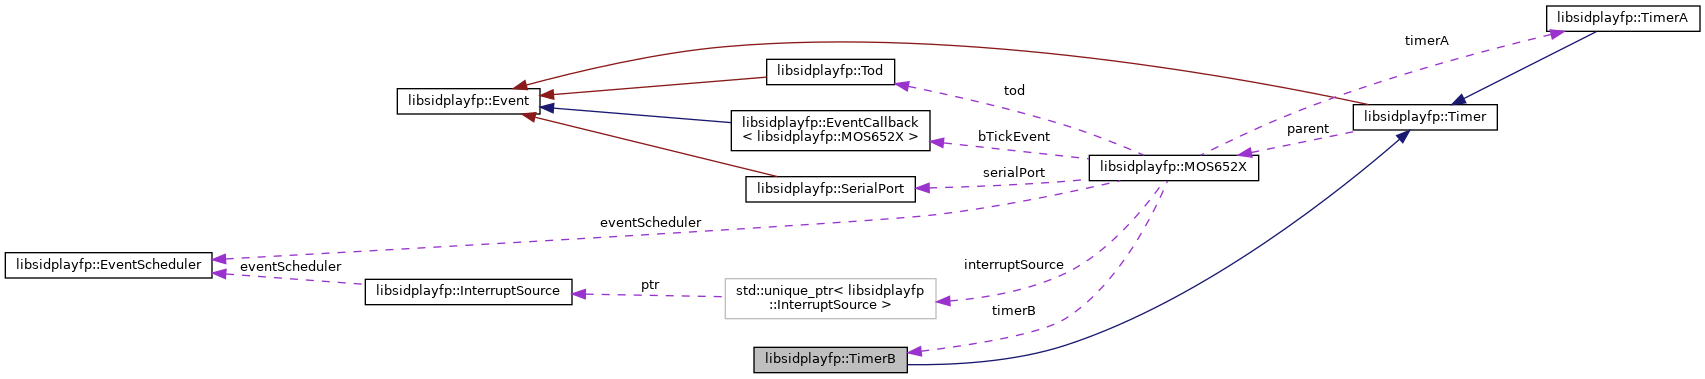 libsidplayfp::TimerA
timerA
libsidplayfp::Tod
tod
libsidplayfp::Event
libsidplayfp::EventCallback
< libsidplayfp::MOS652X >
bTickEvent
libsidplayfp::Timer
parent
libsidplayfp::MOS652X
serialPort
libsidplayfp::SerialPort
eventScheduler
libsidplayfp::EventScheduler
eventScheduler
interruptSource
libsidplayfp::InterruptSource
ptr
std::unique_ptr< libsidplayfp
::InterruptSource >
timerB
libsidplayfp::TimerB